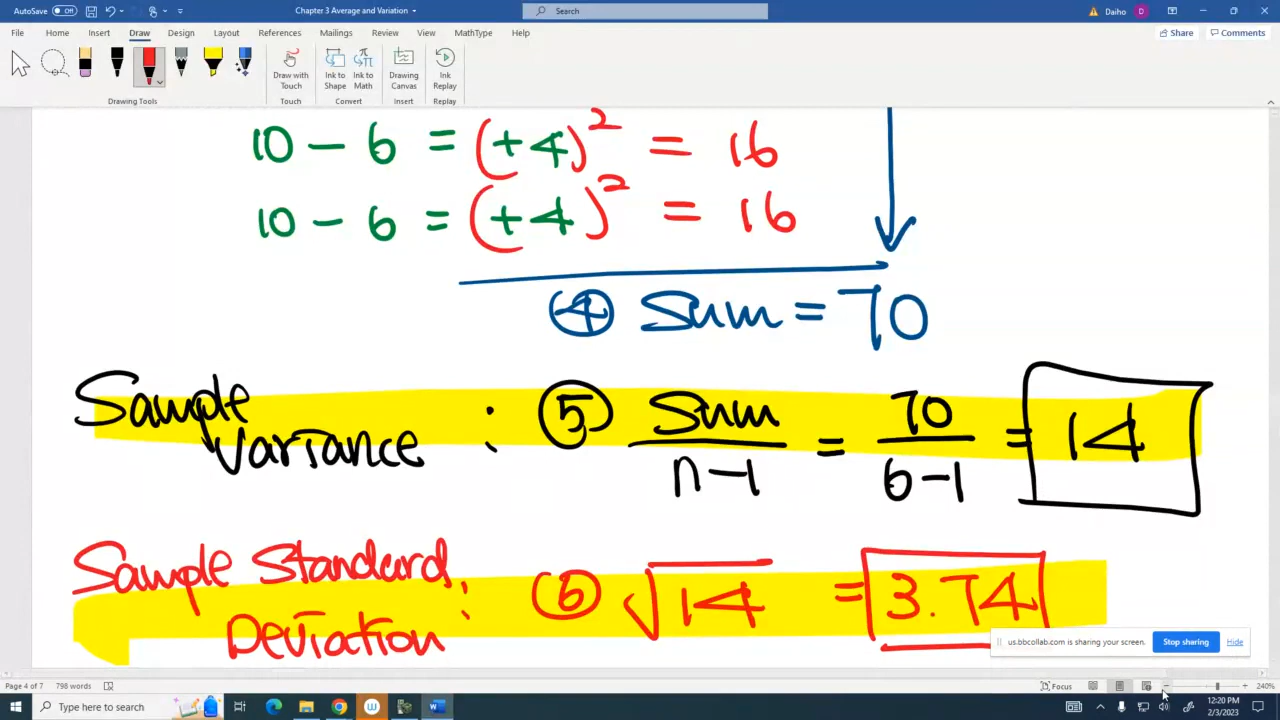 AutoSave Off
Chapter 3 Average and Variation
Search
Daiho D
File Home Insert Draw Design Layout References Mailings Review View MathType Help
Share Comments
Draw with Touch
Ink to Shape
Ink to Math
Drawing Canvas
Ink Replay
Drawing Tools Touch Convert Insert Replay
10 - 6 = (+4)² = 16
10 - 6 = (+4)² = 16
④ Sum = 70
Sample Variance : ⑤ Sum / n-1 = 70 / 6-1 = 14
Sample Standard Deviation : ⑥ √14 = 3.74
us.bbcollab.com is sharing your screen. Stop sharing Hide
Page 4 of 7 798 words Focus 240%
Type here to search
12:20 PM
2/3/2023